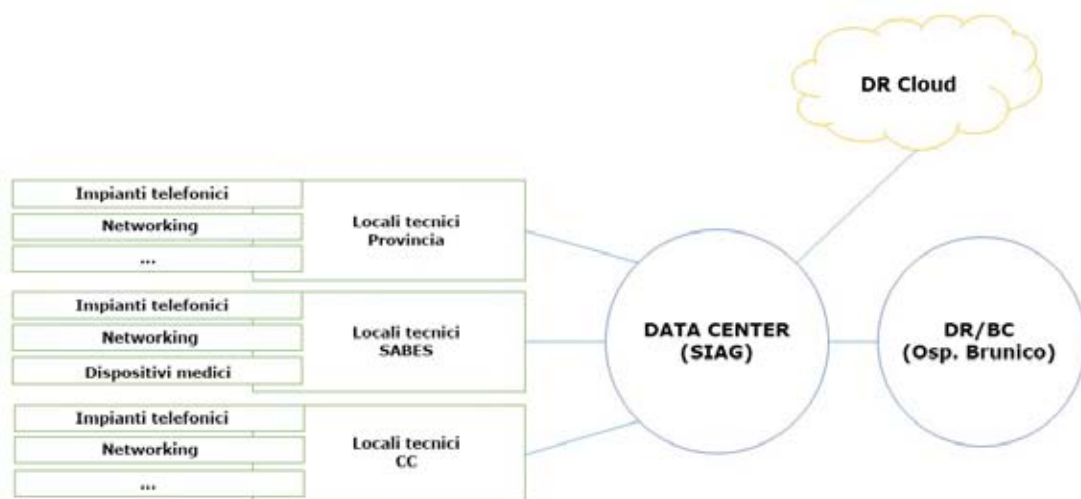 DR Cloud
Impianti telefonici
Networking
...
Locali tecnici
Provincia
Impianti telefonici
Networking
Dispositivi medici
Locali tecnici
SABES
Impianti telefonici
Networking
...
Locali tecnici
CC
DATA CENTER
(SIAG)
DR/BC
(Osp. Brunico)